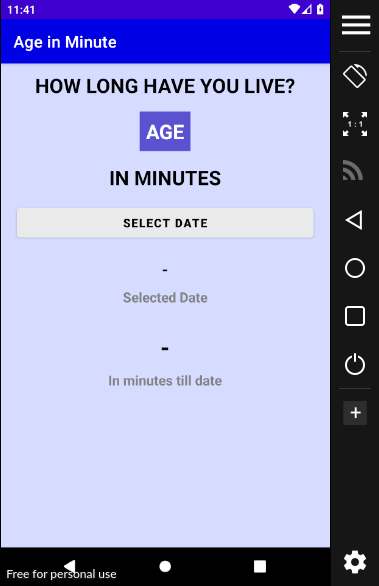 11:41
Age in Minute
HOW LONG HAVE YOU LIVE?
AGE
IN MINUTES
SELECT DATE
-
Selected Date
-
In minutes till date
Free for personal use
1 : 1